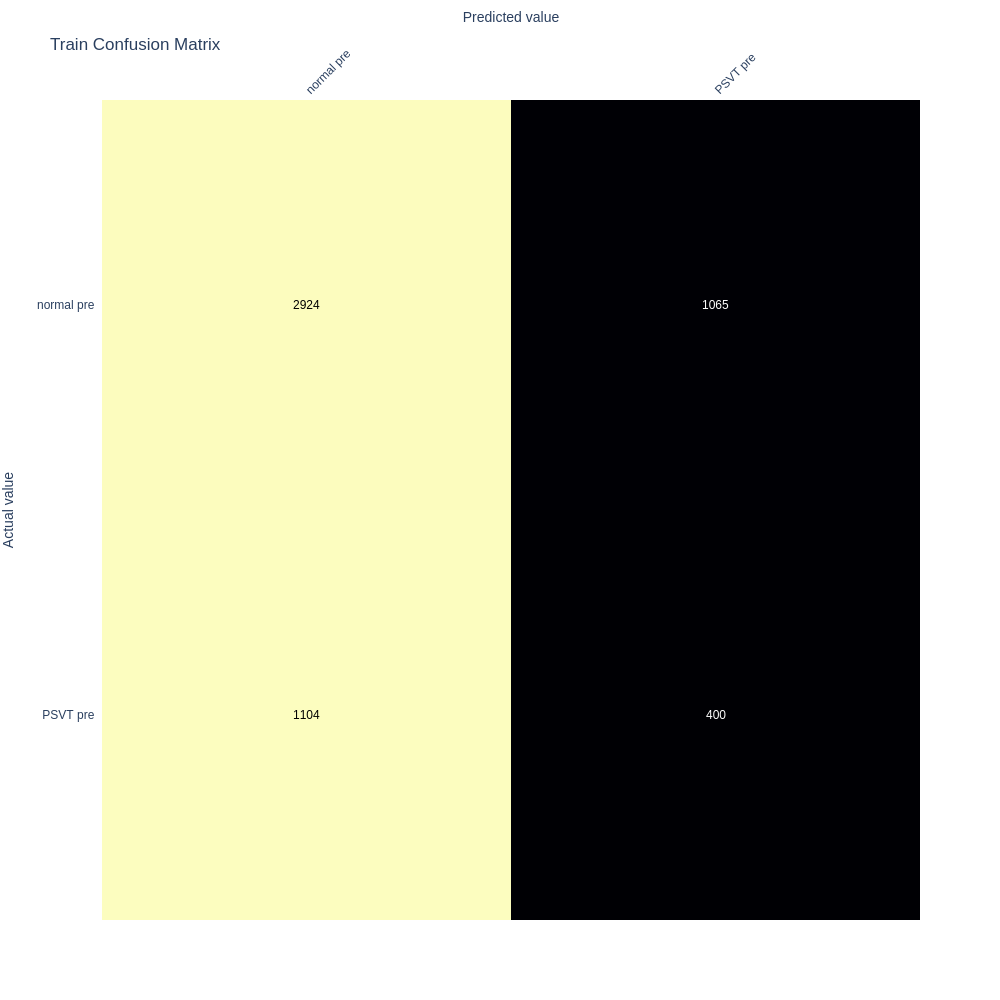 Predicted value
Train Confusion Matrix
normal pre
PSVT pre
normal pre
2924
1065
Actual value
PSVT pre
1104
400